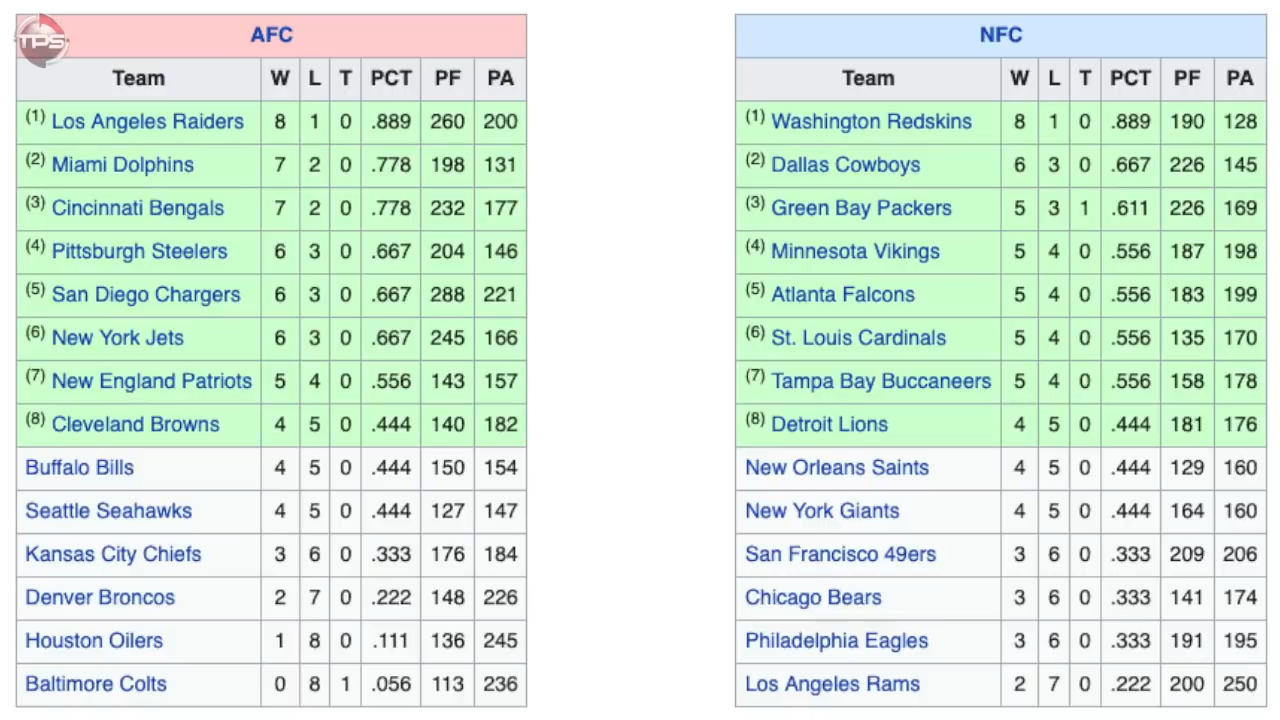 TPS
AFC
Team W L T PCT PF PA
(1) Los Angeles Raiders 8 1 0 .889 260 200
(2) Miami Dolphins 7 2 0 .778 198 131
(3) Cincinnati Bengals 7 2 0 .778 232 177
(4) Pittsburgh Steelers 6 3 0 .667 204 146
(5) San Diego Chargers 6 3 0 .667 288 221
(6) New York Jets 6 3 0 .667 245 166
(7) New England Patriots 5 4 0 .556 143 157
(8) Cleveland Browns 4 5 0 .444 140 182
Buffalo Bills 4 5 0 .444 150 154
Seattle Seahawks 4 5 0 .444 127 147
Kansas City Chiefs 3 6 0 .333 176 184
Denver Broncos 2 7 0 .222 148 226
Houston Oilers 1 8 0 .111 136 245
Baltimore Colts 0 8 1 .056 113 236
NFC
Team W L T PCT PF PA
(1) Washington Redskins 8 1 0 .889 190 128
(2) Dallas Cowboys 6 3 0 .667 226 145
(3) Green Bay Packers 5 3 1 .611 226 169
(4) Minnesota Vikings 5 4 0 .556 187 198
(5) Atlanta Falcons 5 4 0 .556 183 199
(6) St. Louis Cardinals 5 4 0 .556 135 170
(7) Tampa Bay Buccaneers 5 4 0 .556 158 178
(8) Detroit Lions 4 5 0 .444 181 176
New Orleans Saints 4 5 0 .444 129 160
New York Giants 4 5 0 .444 164 160
San Francisco 49ers 3 6 0 .333 209 206
Chicago Bears 3 6 0 .333 141 174
Philadelphia Eagles 3 6 0 .333 191 195
Los Angeles Rams 2 7 0 .222 200 250